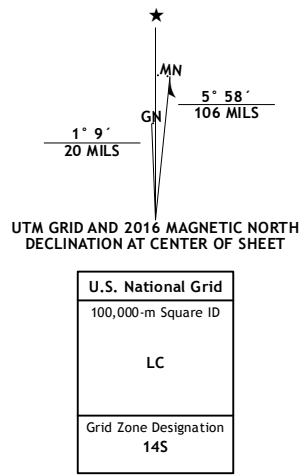 ★
MN
GN
5° 58´
106 MILS
1° 9´
20 MILS
UTM GRID AND 2016 MAGNETIC NORTH
DECLINATION AT CENTER OF SHEET
U.S. National Grid
100,000-m Square ID
LC
Grid Zone Designation
14S